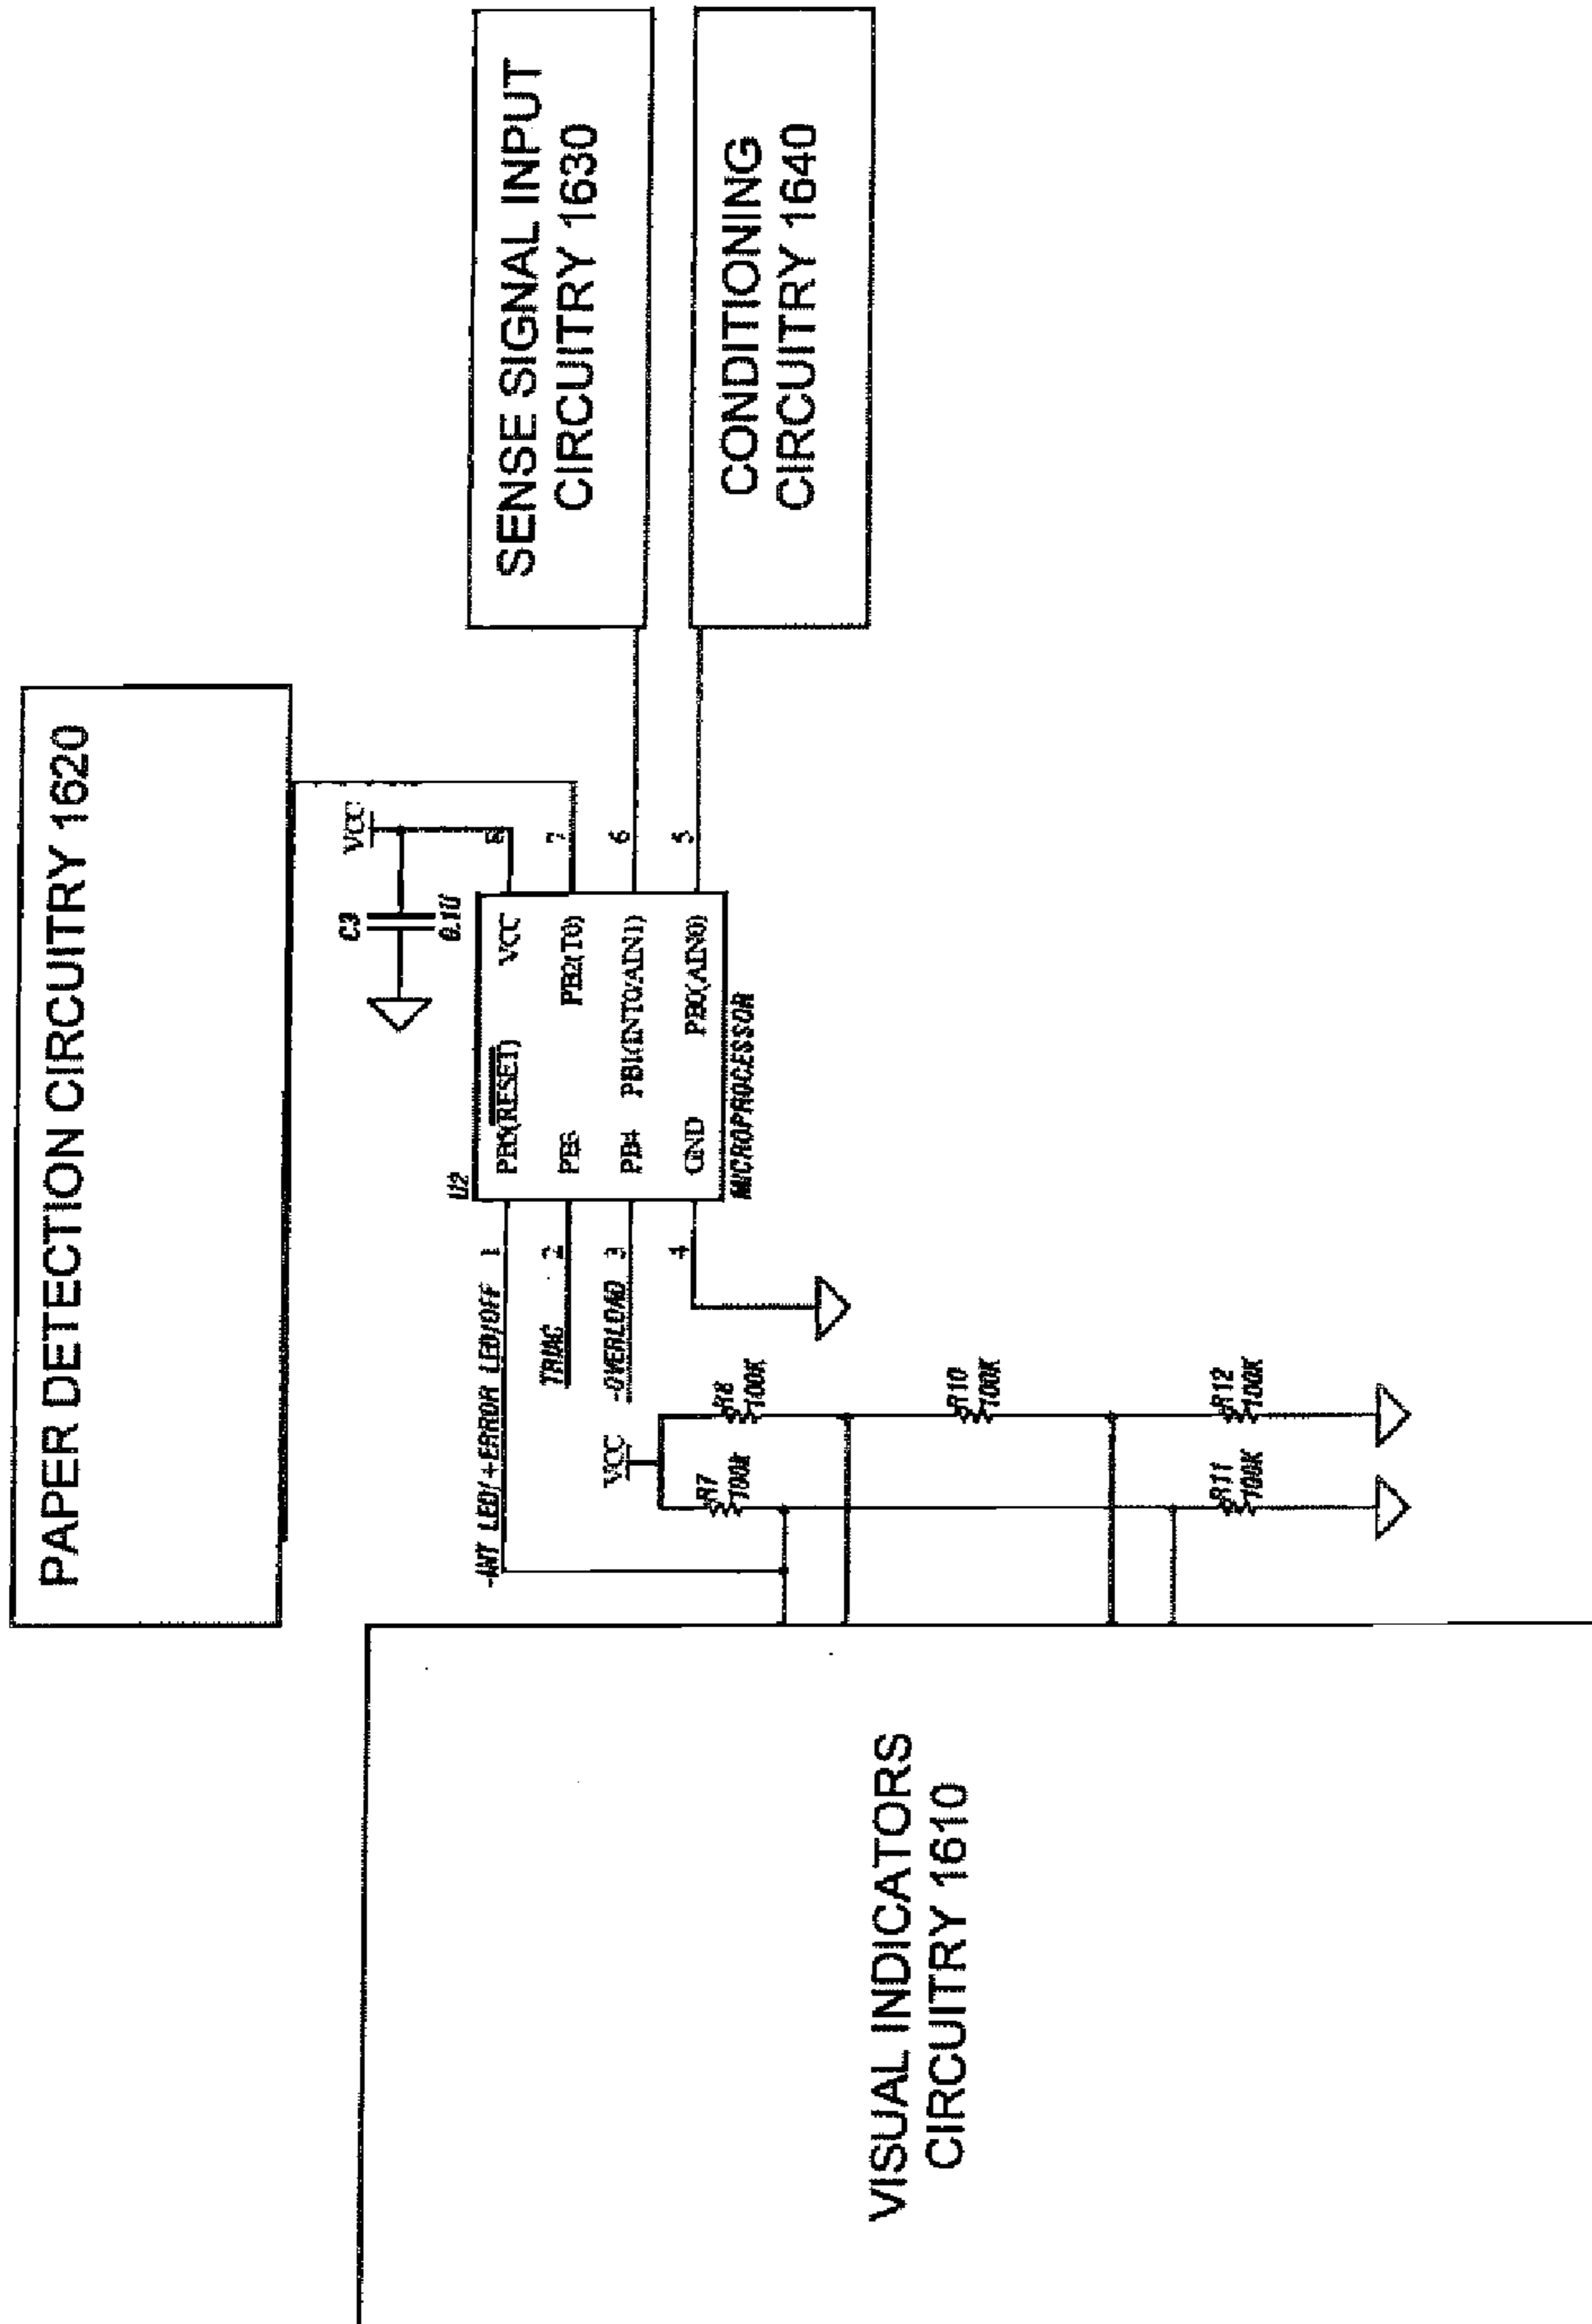 PAPER DETECTION CIRCUITRY 1620
SENSE SIGNAL INPUT
CIRCUITRY 1630
CONDITIONING
CIRCUITRY 1640
VISUAL INDICATORS
CIRCUITRY 1610
VCC
C3
0.1U
U2
PB5(RESET)
VCC
PB3
PB2(T0)
PB4
PB1(INT0/AIN1)
GND
PB0(AIN0)
MICROPROCESSOR
1
2
3
4
8
7
6
5
TRIAC
-OVERLOAD
VCC
R7
100k
R8
100K
R10
100K
R11
100K
R12
100K